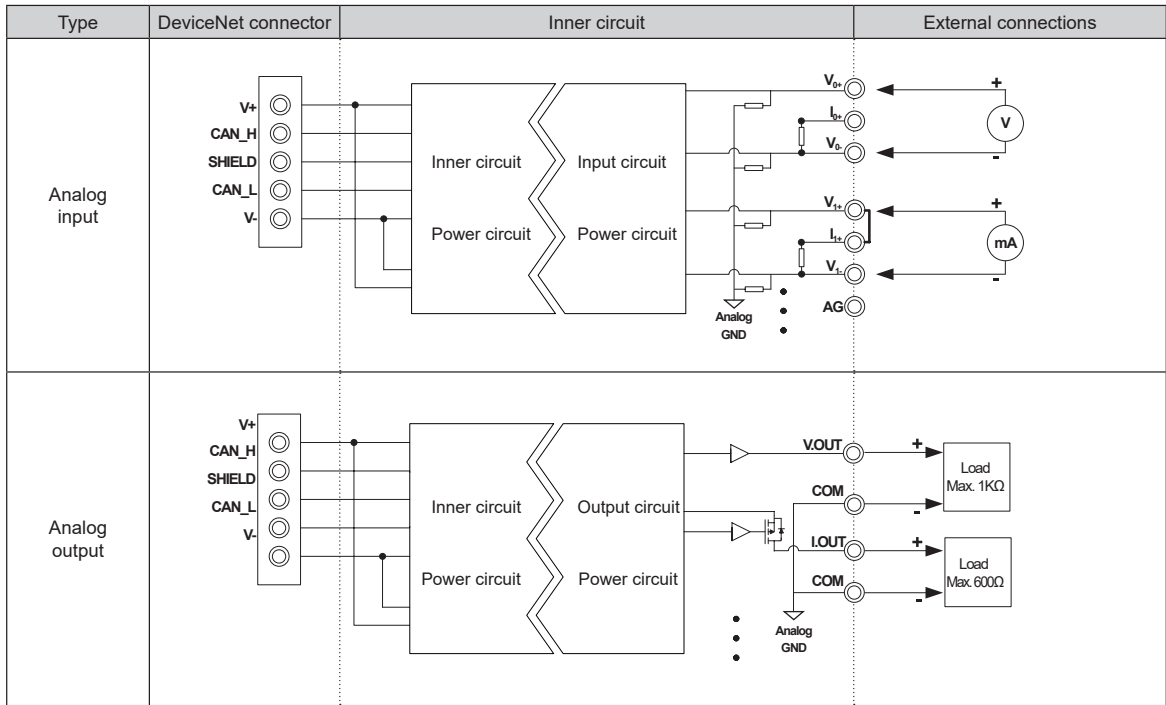 Type DeviceNet connector Inner circuit External connections
Analog
input
V+
CAN_H
SHIELD
CAN_L
V-
Inner circuit
Power circuit
Input circuit
Power circuit
V0+
I0+
V0-
V1+
I1+
V1-
AG
Analog
GND
+
V
-
+
mA
-
Analog
output
V+
CAN_H
SHIELD
CAN_L
V-
Inner circuit
Power circuit
Output circuit
Power circuit
V.OUT
COM
I.OUT
COM
Analog
GND
+
-
Load
Max. 1KΩ
+
-
Load
Max. 600Ω